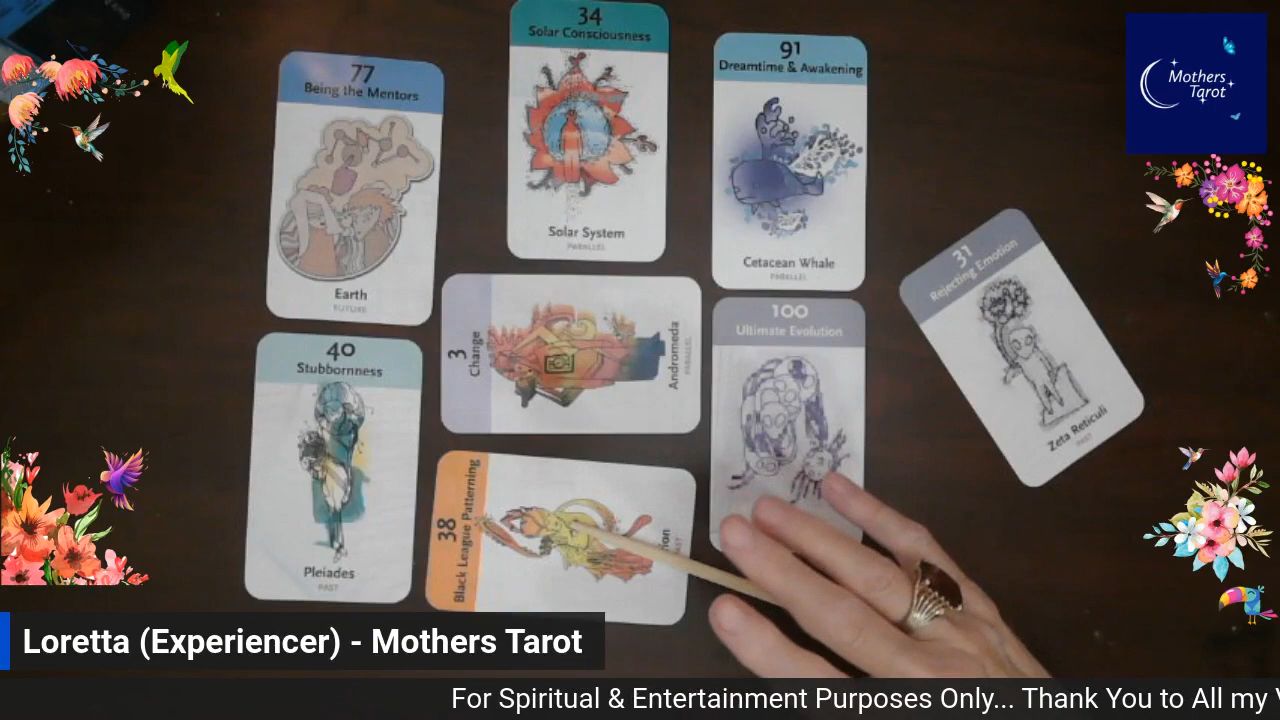 34
Solar Consciousness
Solar System
PARALLEL
77
Being the Mentors
Earth
FUTURE
91
Dreamtime & Awakening
Cetacean Whale
PARALLEL
Mothers
Tarot
31
Rejecting Emotion
Zeta Reticuli
PAST
3
Change
Andromeda
PARALLEL
100
Ultimate Evolution
40
Stubbornness
Pleiades
PAST
38
Black League Patterning
Loretta (Experiencer) - Mothers Tarot
For Spiritual & Entertainment Purposes Only... Thank You to All my